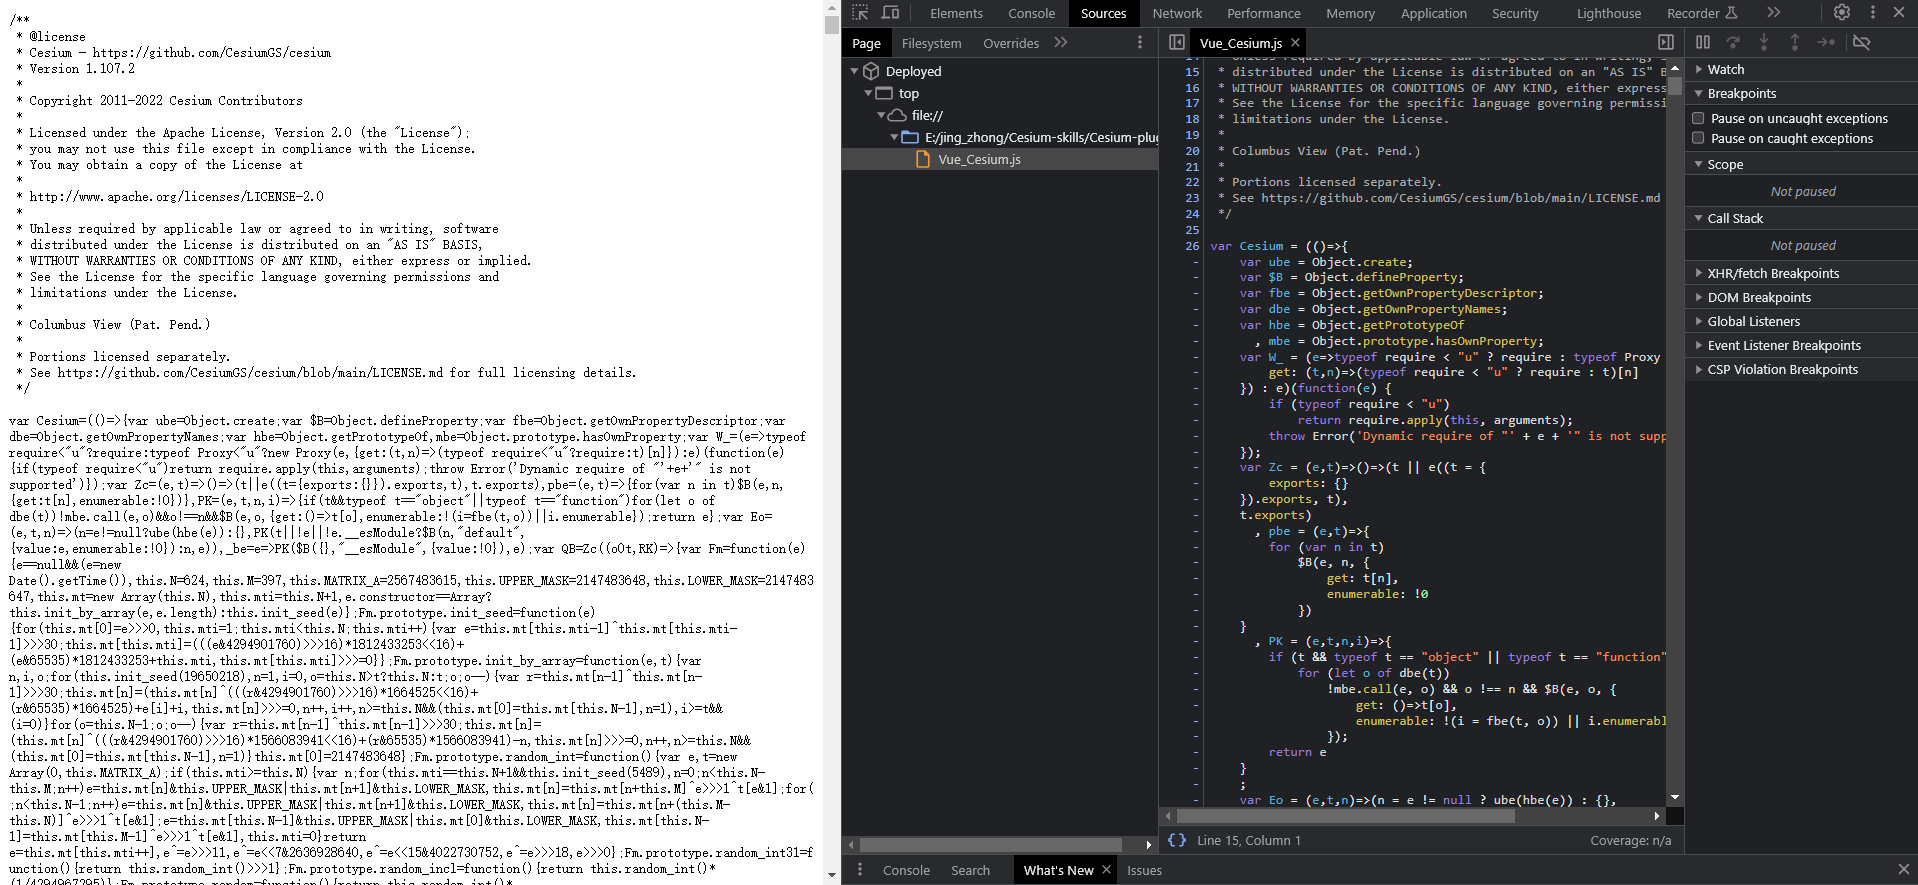 /**
 * @license
 * Cesium - https://github.com/CesiumGS/cesium
 * Version 1.107.2
 *
 * Copyright 2011-2022 Cesium Contributors
 *
 * Licensed under the Apache License, Version 2.0 (the "License");
 * you may not use this file except in compliance with the License.
 * You may obtain a copy of the License at
 *
 * http://www.apache.org/licenses/LICENSE-2.0
 *
 * Unless required by applicable law or agreed to in writing, software
 * distributed under the License is distributed on an "AS IS" BASIS,
 * WITHOUT WARRANTIES OR CONDITIONS OF ANY KIND, either express or implied.
 * See the License for the specific language governing permissions and
 * limitations under the License.
 *
 * Columbus View (Pat. Pend.)
 *
 * Portions licensed separately.
 * See https://github.com/CesiumGS/cesium/blob/main/LICENSE.md for full licensing details.
 */
var Cesium=(()=>{var ube=Object.create;var $B=Object.defineProperty;var fbe=Object.getOwnPropertyDescriptor;var
dbe=Object.getOwnPropertyNames;var hbe=Object.getPrototypeOf,mbe=Object.prototype.hasOwnProperty;var W_=(e=>typeof
require<"u"?require:typeof Proxy<"u"?new Proxy(e,{get:(t,n)=>(typeof require<"u"?require:t)[n]}):e)(function(e)
{if(typeof require<"u")return require.apply(this,arguments);throw Error('Dynamic require of "'+e+'" is not
supported')});var Zc=(e,t)=>()=>(t||e((t={exports:{}}).exports,t),t.exports),pbe=(e,t)=>{for(var n in t)$B(e,n,
{get:t[n],enumerable:!0})},PK=(e,t,n,i)=>{if(t&&typeof t=="object"||typeof t=="function")for(let o of
dbe(t))!mbe.call(e,o)&&o!==n&&$B(e,o,{get:()=>t[o],enumerable:!(i=fbe(t,o))||i.enumerable});return e};var Eo=
(e,t,n)=>(n=e!=null?ube(hbe(e)):{},PK(t||!e||!e.__esModule?$B(n,"default",
{value:e,enumerable:!0}):n,e)),_be=e=>PK($B({},"__esModule",{value:!0}),e);var QB=Zc((o0t,RK)=>{var Fm=function(e)
{e==null&&(e=new
Date().getTime()),this.N=624,this.M=397,this.MATRIX_A=2567483615,this.UPPER_MASK=2147483648,this.LOWER_MASK=2147483
647,this.mt=new Array(this.N),this.mti=this.N+1,e.constructor==Array?
this.init_by_array(e,e.length):this.init_seed(e)};Fm.prototype.init_seed=function(e)
{for(this.mt[0]=e>>>0,this.mti=1;this.mti<this.N;this.mti++){var e=this.mt[this.mti-1]^this.mt[this.mti-
1]>>>30;this.mt[this.mti]=(((e&4294901760)>>>16)*1812433253<<16)+
(e&65535)*1812433253+this.mti,this.mt[this.mti]>>>=0}};Fm.prototype.init_by_array=function(e,t){var
n,i,o;for(this.init_seed(19650218),n=1,i=0,o=this.N>t?this.N:t;o;o--){var r=this.mt[n-1]^this.mt[n-
1]>>>30;this.mt[n]=(this.mt[n]^(((r&4294901760)>>>16)*1664525<<16)+
(r&65535)*1664525)+e[i]+i,this.mt[n]>>>=0,n++,i++,n>=this.N&&(this.mt[0]=this.mt[this.N-1],n=1),i>=t&&
(i=0)}for(o=this.N-1;o;o--){var r=this.mt[n-1]^this.mt[n-1]>>>30;this.mt[n]=
(this.mt[n]^(((r&4294901760)>>>16)*1566083941<<16)+(r&65535)*1566083941)-n,this.mt[n]>>>=0,n++,n>=this.N&&
(this.mt[0]=this.mt[this.N-1],n=1)}this.mt[0]=2147483648};Fm.prototype.random_int=function(){var e,t=new
Array(0,this.MATRIX_A);if(this.mti>=this.N){var n;for(this.mti==this.N+1&&this.init_seed(5489),n=0;n<this.N-
this.M;n++)e=this.mt[n]&this.UPPER_MASK|this.mt[n+1]&this.LOWER_MASK,this.mt[n]=this.mt[n+this.M]^e>>>1^t[e&1];for(
;n<this.N-1;n++)e=this.mt[n]&this.UPPER_MASK|this.mt[n+1]&this.LOWER_MASK,this.mt[n]=this.mt[n+(this.M-
this.N)]^e>>>1^t[e&1];e=this.mt[this.N-1]&this.UPPER_MASK|this.mt[0]&this.LOWER_MASK,this.mt[this.N-
1]=this.mt[this.M-1]^e>>>1^t[e&1],this.mti=0}return
e=this.mt[this.mti++],e^=e>>>11,e^=e<<7&2636928640,e^=e<<15&4022730752,e^=e>>>18,e>>>0};Fm.prototype.random_int31=f
unction(){return this.random_int()>>>1};Fm.prototype.random_incl=function(){return this.random_int()*
(1/4294967295)};Fm.prototype.random=function(){return this.random_int()*
Elements Console Sources Network Performance Memory Application Security Lighthouse Recorder
Page Filesystem Overrides
Deployed
top
file://
E:/jing_zhong/Cesium-skills/Cesium-plug
Vue_Cesium.js
Vue_Cesium.js
15 * distributed under the License is distributed on an "AS IS" B
16 * WITHOUT WARRANTIES OR CONDITIONS OF ANY KIND, either express
17 * See the License for the specific language governing permissi
18 * limitations under the License.
19 *
20 * Columbus View (Pat. Pend.)
21 *
22 * Portions licensed separately.
23 * See https://github.com/CesiumGS/cesium/blob/main/LICENSE.md
24 */
25
26 var Cesium = (()=>{
- var ube = Object.create;
- var $B = Object.defineProperty;
- var fbe = Object.getOwnPropertyDescriptor;
- var dbe = Object.getOwnPropertyNames;
- var hbe = Object.getPrototypeOf
- , mbe = Object.prototype.hasOwnProperty;
- var W_ = (e=>typeof require < "u" ? require : typeof Proxy
- get: (t,n)=>(typeof require < "u" ? require : t)[n]
- }) : e)(function(e) {
- if (typeof require < "u")
- return require.apply(this, arguments);
- throw Error('Dynamic require of "' + e + '" is not supp
- });
- var Zc = (e,t)=>()=>(t || e((t = {
- exports: {}
- }).exports, t),
- t.exports)
- , pbe = (e,t)=>{
- for (var n in t)
- $B(e, n, {
- get: t[n],
- enumerable: !0
- })
- }
- , PK = (e,t,n,i)=>{
- if (t && typeof t == "object" || typeof t == "function"
- for (let o of dbe(t))
- !mbe.call(e, o) && o !== n && $B(e, o, {
- get: ()=>t[o],
- enumerable: !(i = fbe(t, o)) || i.enumerabl
- });
- return e
- }
- ;
- var Eo = (e,t,n)=>(n = e != null ? ube(hbe(e)) : {},
{} Line 15, Column 1 Coverage: n/a
Watch
Breakpoints
Pause on uncaught exceptions
Pause on caught exceptions
Scope
Not paused
Call Stack
Not paused
XHR/fetch Breakpoints
DOM Breakpoints
Global Listeners
Event Listener Breakpoints
CSP Violation Breakpoints
Console Search What's New Issues